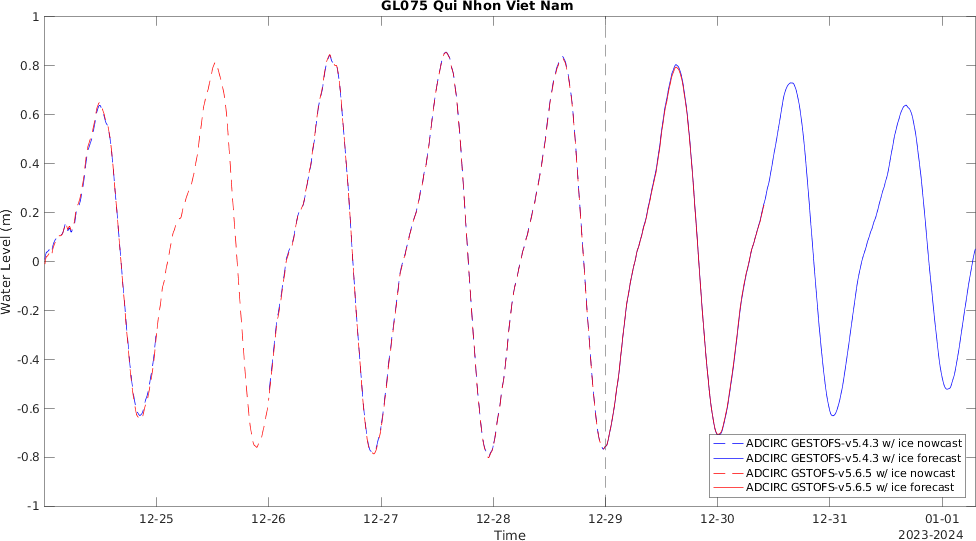 GL075 Qui Nhon Viet Nam
1
0.8
0.6
0.4
0.2
0
-0.2
-0.4
-0.6
-0.8
-1
Water Level (m)
12-25
12-26
12-27
12-28
12-29
12-30
12-31
01-01
Time
2023-2024
ADCIRC GESTOFS-v5.4.3 w/ ice nowcast
ADCIRC GESTOFS-v5.4.3 w/ ice forecast
ADCIRC GSTOFS-v5.6.5 w/ ice nowcast
ADCIRC GSTOFS-v5.6.5 w/ ice forecast